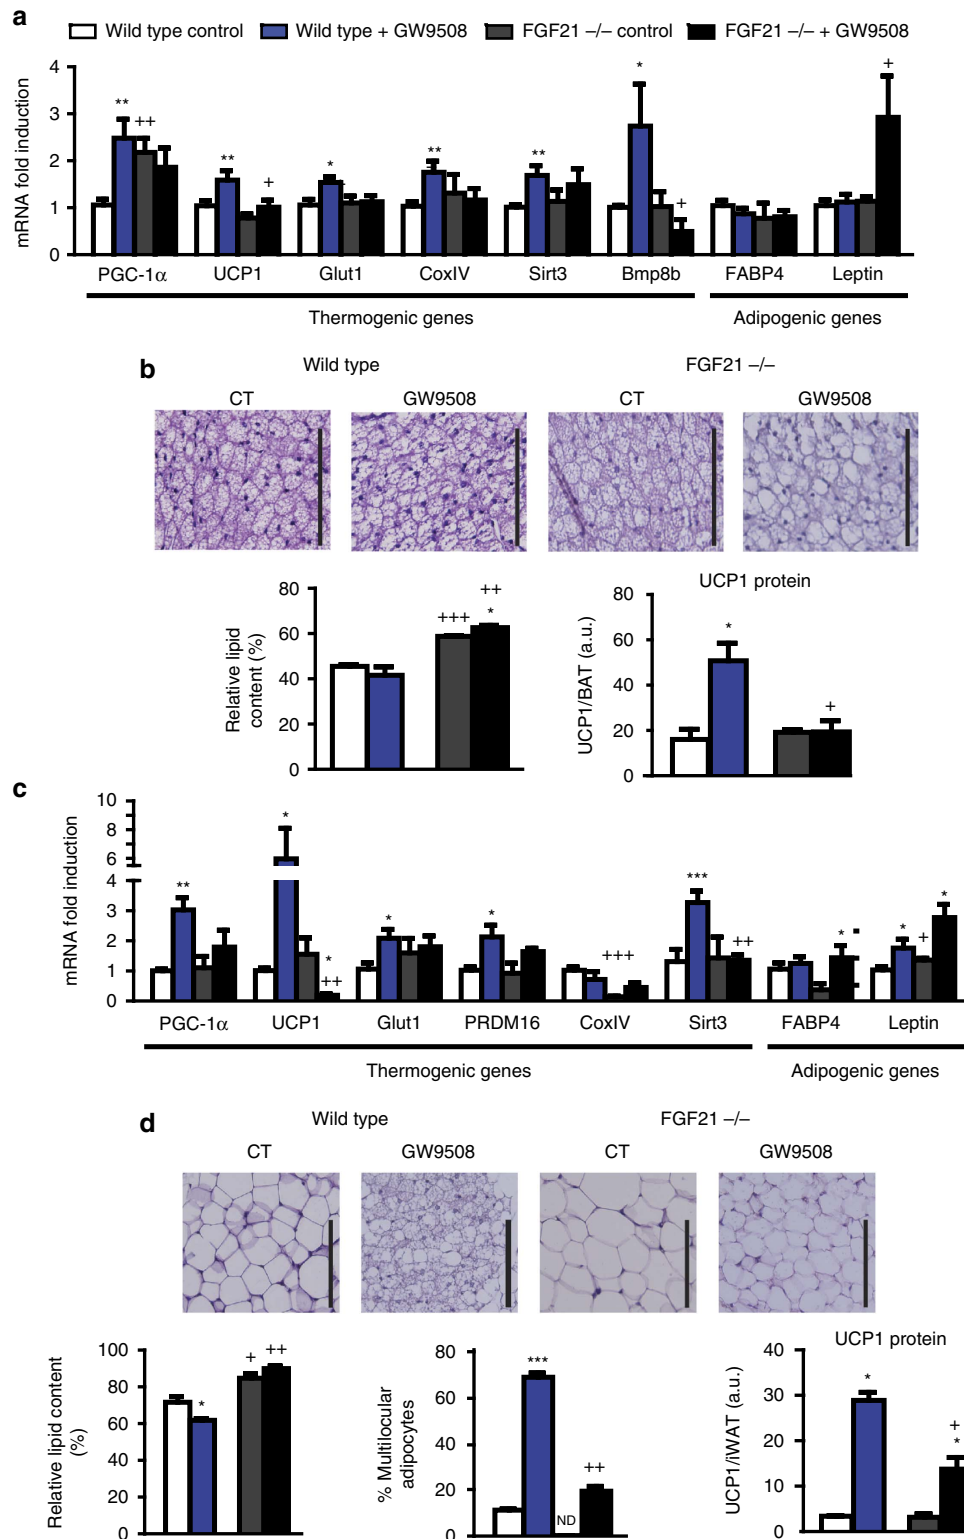 a
Wild type control Wild type + GW9508 FGF21 –/– control FGF21 –/– + GW9508
mRNA fold induction
4
3
2
1
0
** ++ ** + * ** ** * + +
PGC-1α UCP1 Glut1 CoxIV Sirt3 Bmp8b FABP4 Leptin
Thermogenic genes Adipogenic genes
b
Wild type FGF21 –/–
CT GW9508 CT GW9508
Relative lipid content (%)
80
60
40
20
0
+++ ++ *
UCP1 protein
UCP1/BAT (a.u.)
80
60
40
20
0
* +
c
mRNA fold induction
10
8
6
4
3
2
1
0
** * * ++ * * +++ *** ++ * * + *
PGC-1α UCP1 Glut1 PRDM16 CoxIV Sirt3 FABP4 Leptin
Thermogenic genes Adipogenic genes
d
Wild type FGF21 –/–
CT GW9508 CT GW9508
Relative lipid content (%)
100
80
60
40
20
0
* + ++
% Multilocular adipocytes
80
60
40
20
0
*** ND ++
UCP1 protein
UCP1/iWAT (a.u.)
40
30
20
10
0
* + *